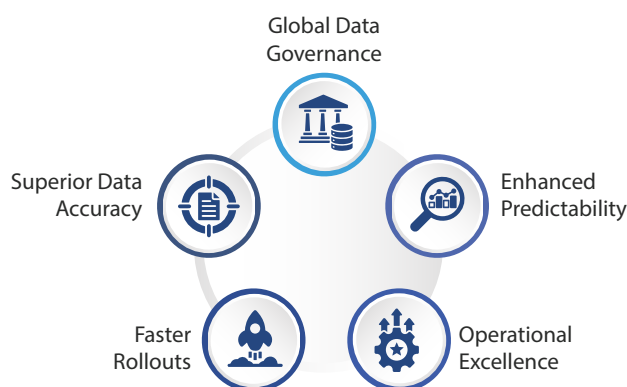 Global Data
Governance
Superior Data
Accuracy
Enhanced
Predictability
Faster
Rollouts
Operational
Excellence